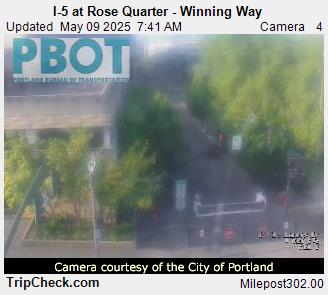 I-5 at Rose Quarter - Winning Way
Updated May 09 2025 7:41 AM Camera 4
PBOT
PORTLAND BUREAU OF TRANSPORTATION
Camera courtesy of the City of Portland
TripCheck.com Milepost302.00